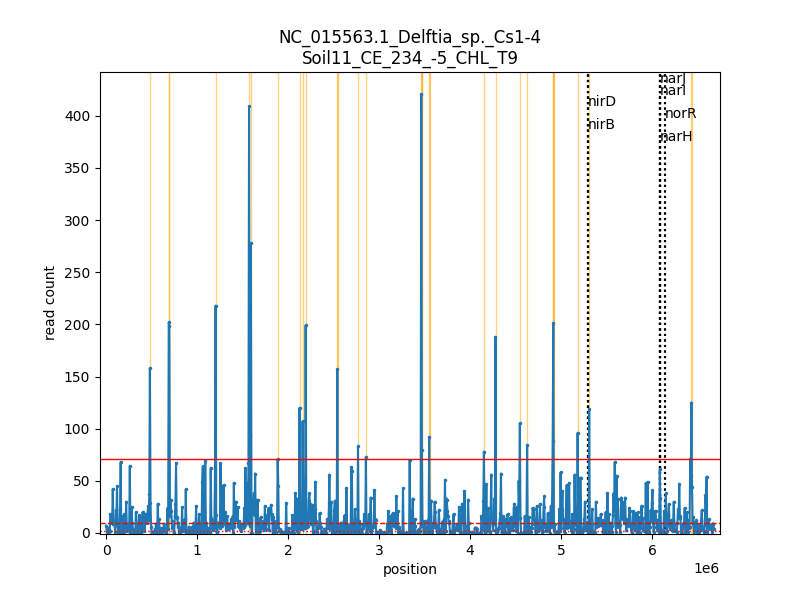 NC_015563.1_Delftia_sp._Cs1-4
Soil11_CE_234_-5_CHL_T9
narJ
narI
nirD
norR
nirB
narH
400
350
300
250
200
150
100
50
0
read count
0 1 2 3 4 5 6
1e6
position